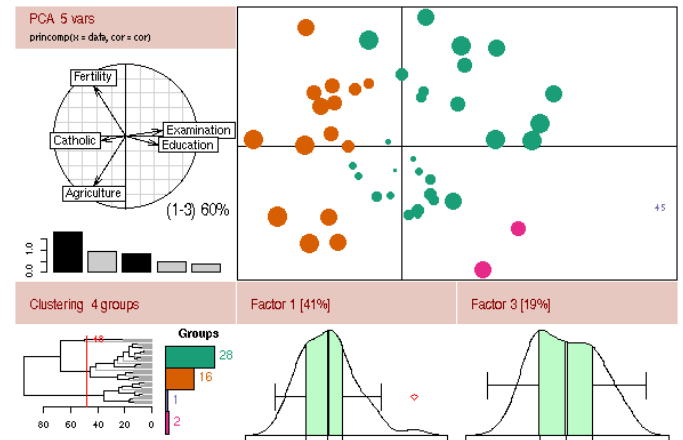 PCA 5 vars
princomp(x = data, cor = cor)
Fertility
Catholic
Examination
Education
Agriculture
(1-3) 60%
45
0.0 1.0
Clustering 4 groups
Factor 1 [41%]
Factor 3 [19%]
Groups
18
28
16
1
2
80 60 40 20 0